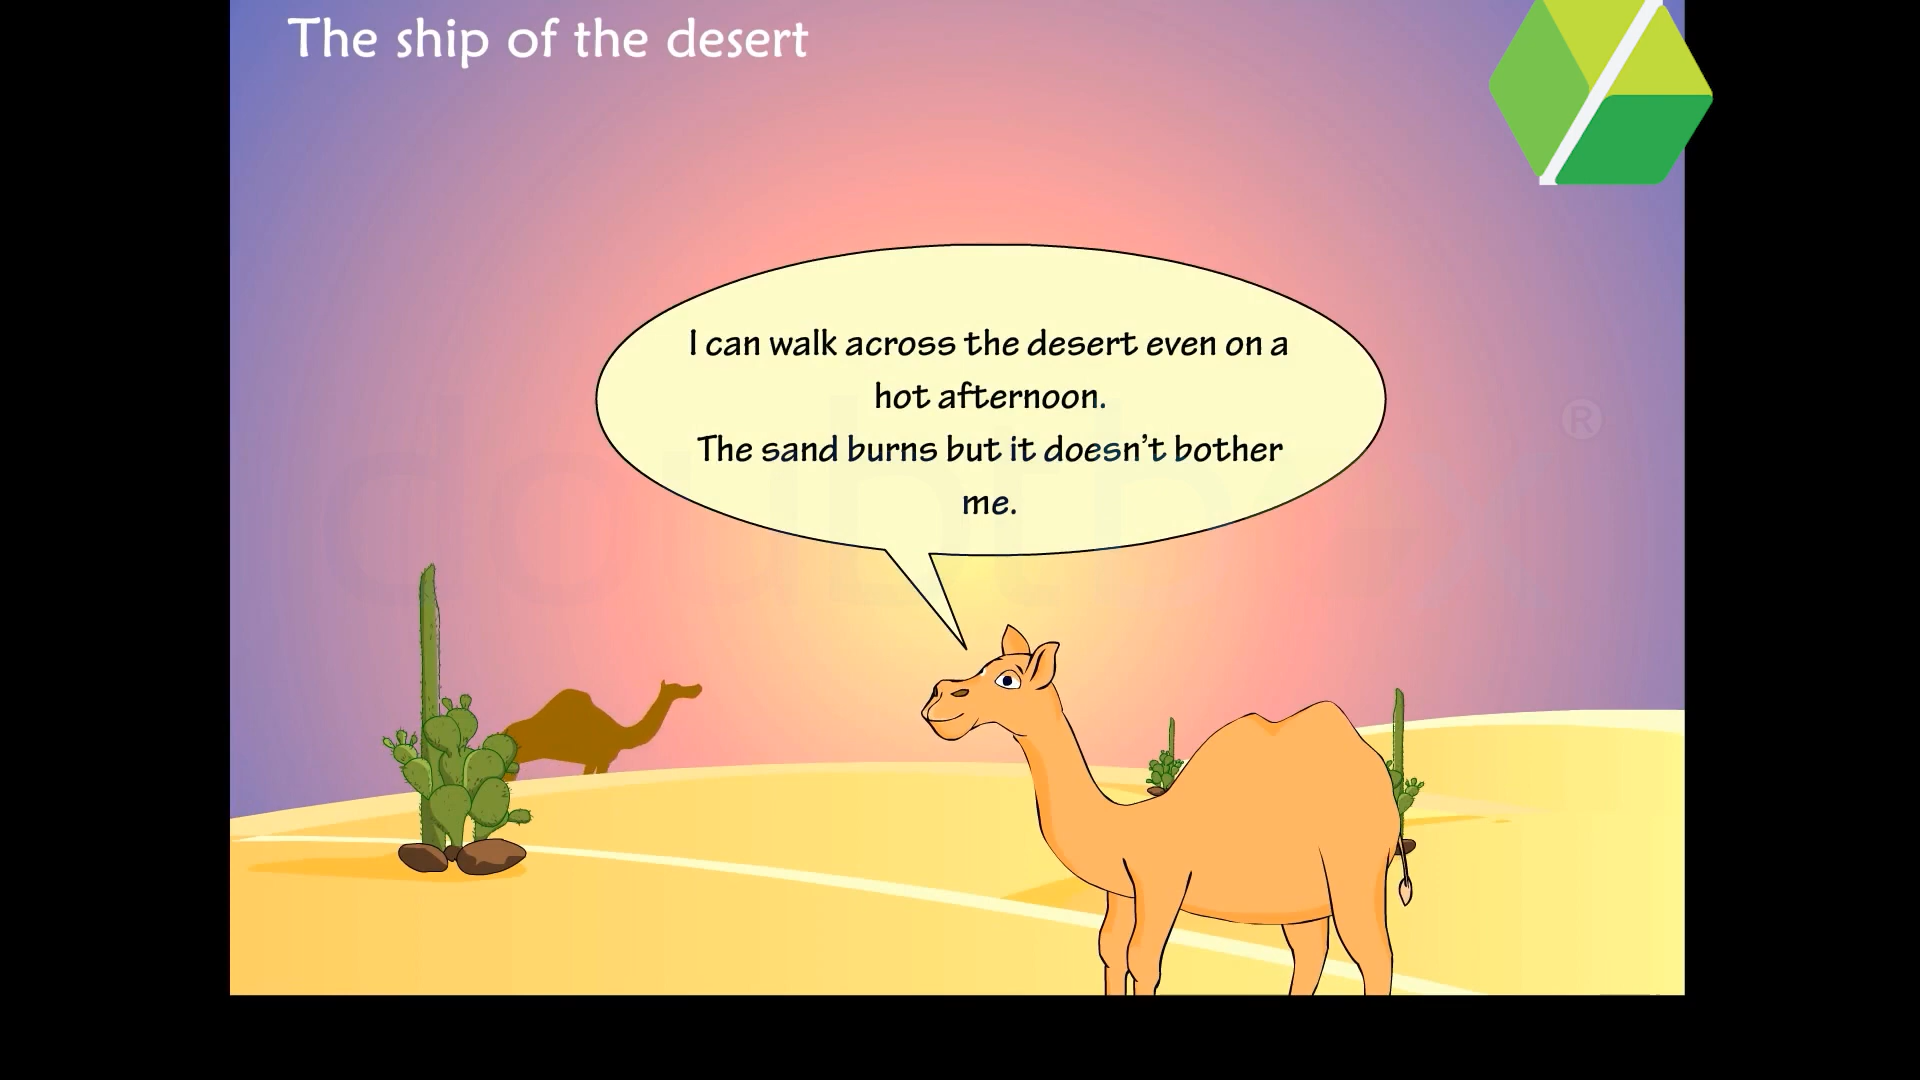 The ship of the desert
I can walk across the desert even on a
hot afternoon.
The sand burns but it doesn't bother
me.
®